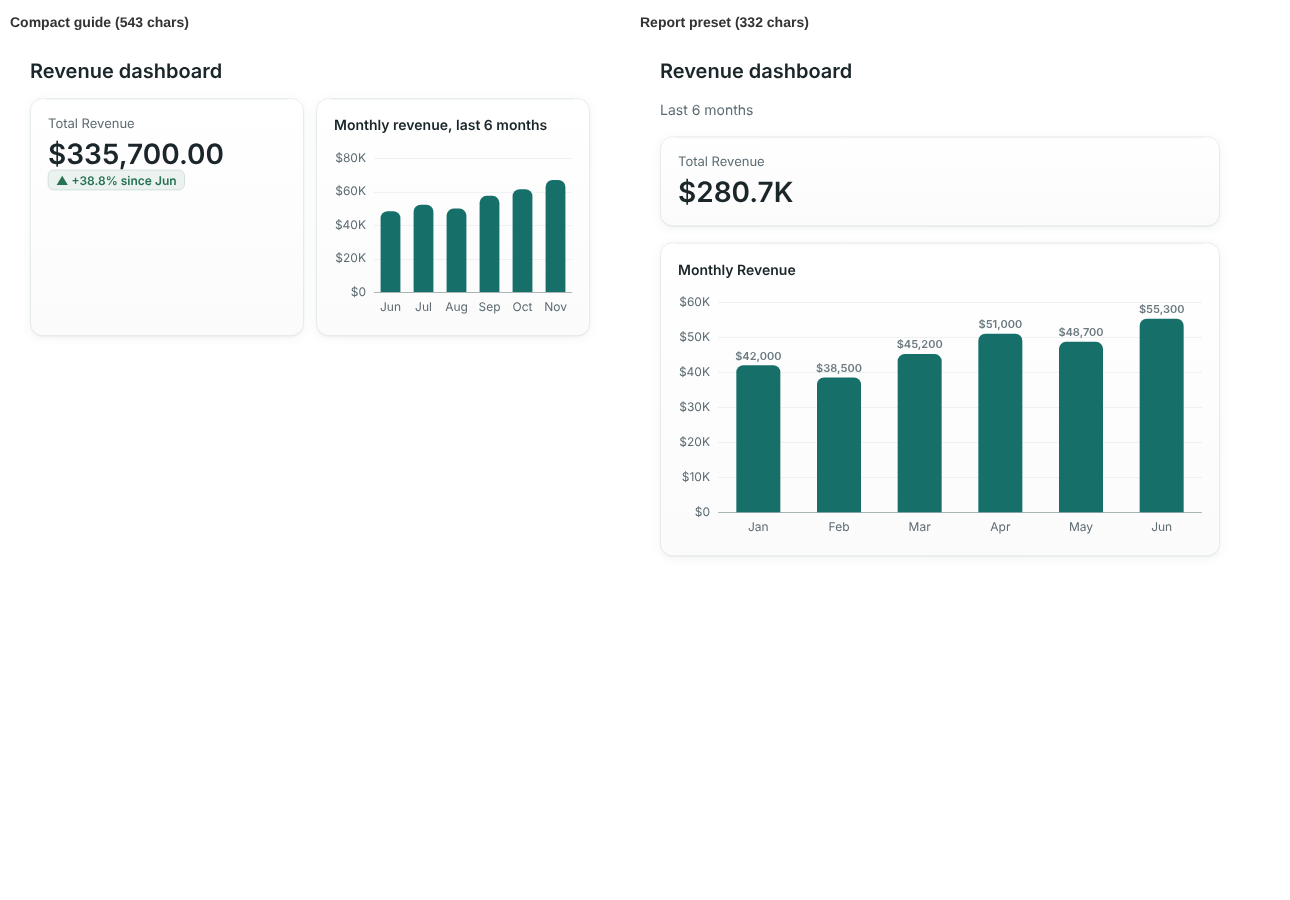 Compact guide (543 chars)
Revenue dashboard
Total Revenue
$335,700.00
▲ +38.8% since Jun
Monthly revenue, last 6 months
$80K
$60K
$40K
$20K
$0
Jun Jul Aug Sep Oct Nov
Report preset (332 chars)
Revenue dashboard
Last 6 months
Total Revenue
$280.7K
Monthly Revenue
$60K
$50K
$40K
$30K
$20K
$10K
$0
$42,000
$38,500
$45,200
$51,000
$48,700
$55,300
Jan Feb Mar Apr May Jun